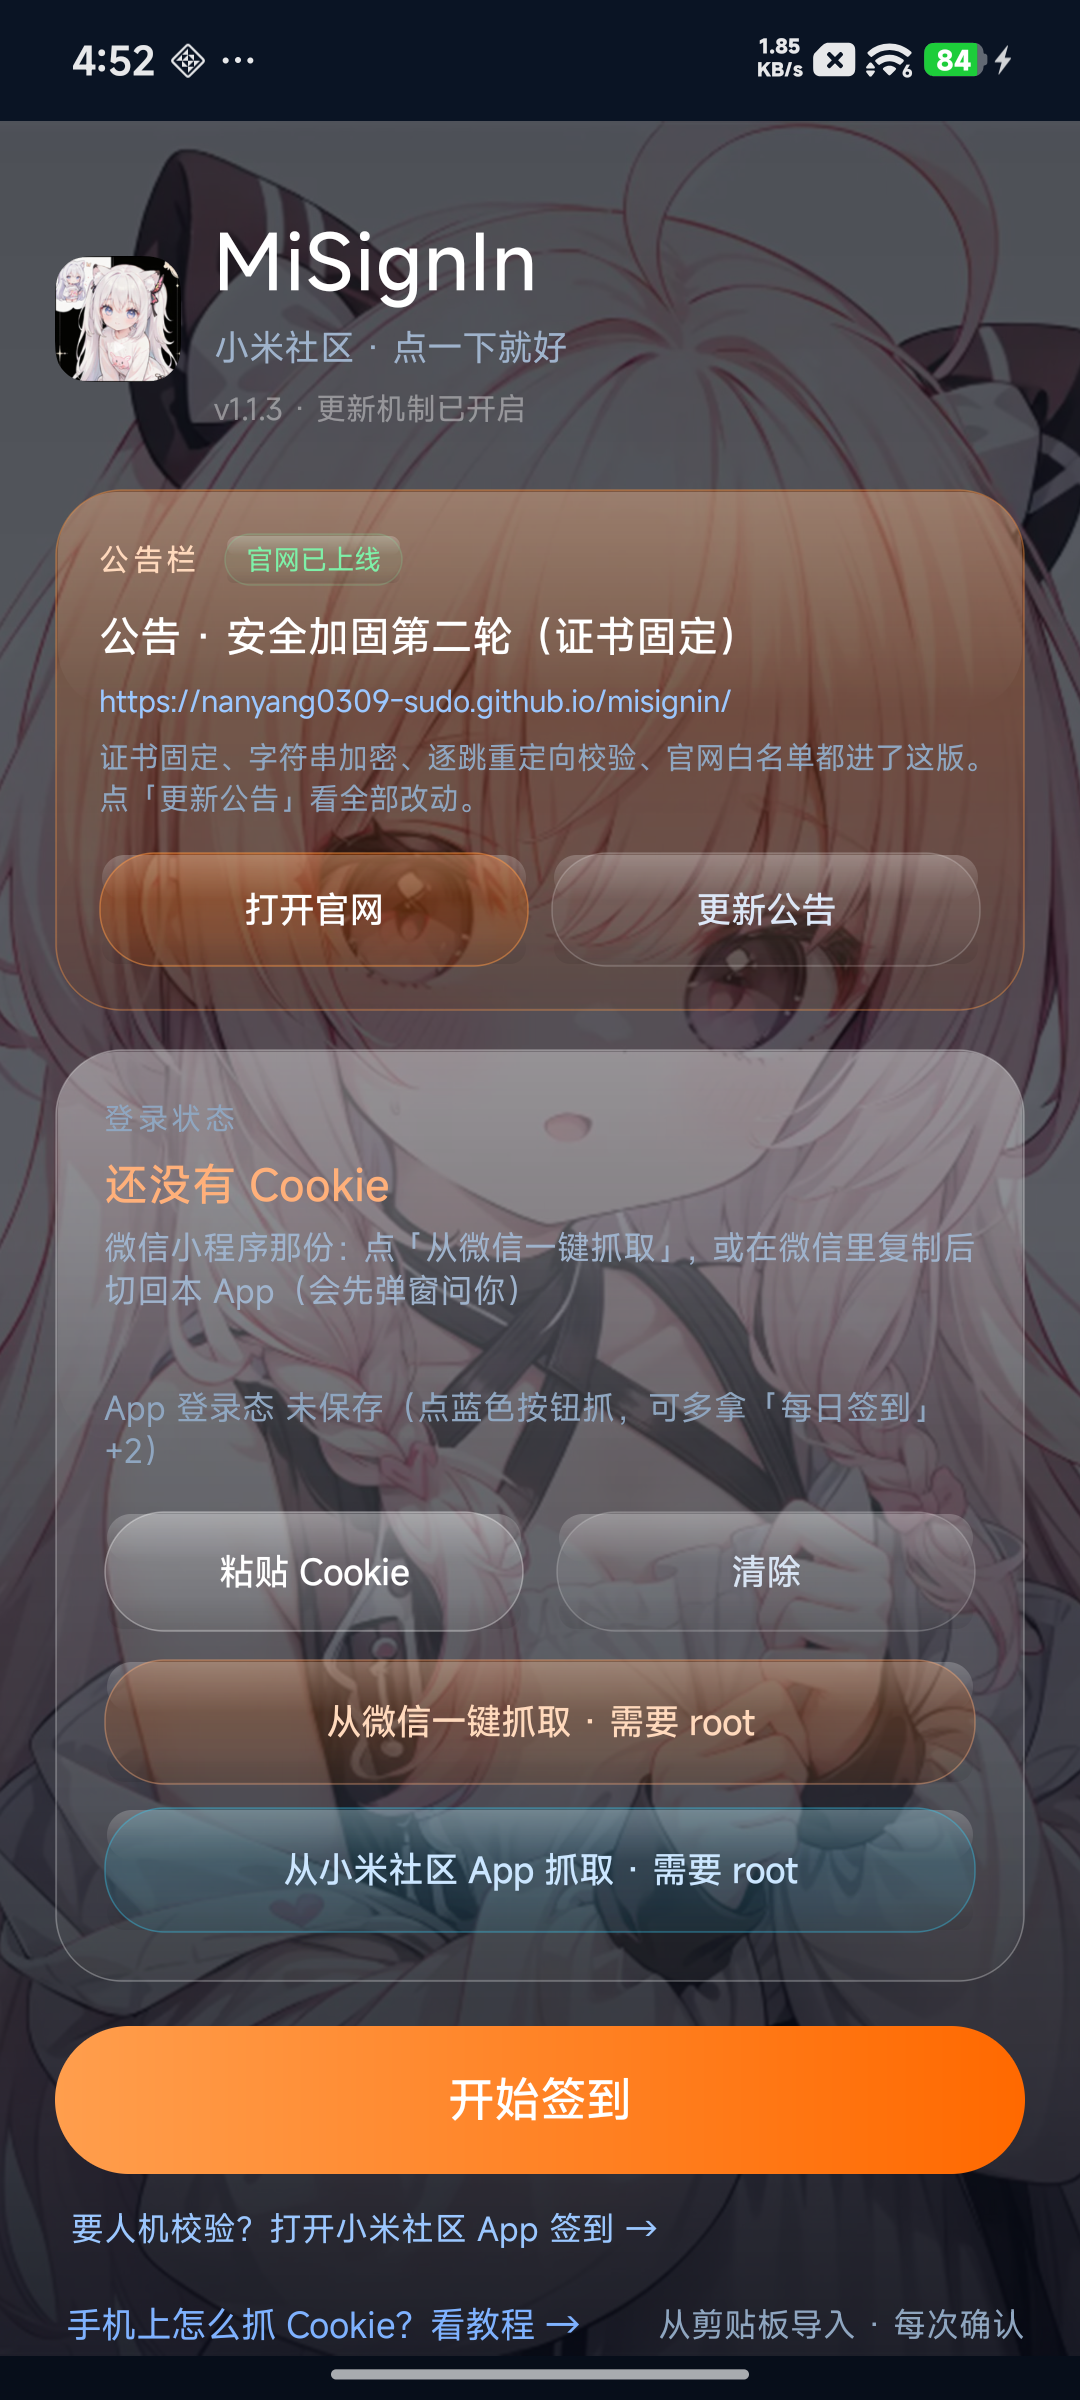 4:52
1.85
KB/s
6
84
MiSignIn
小米社区 · 点一下就好
v1.1.3 · 更新机制已开启
公告栏
官网已上线
公告 · 安全加固第二轮（证书固定）
https://nanyang0309-sudo.github.io/misignin/
证书固定、字符串加密、逐跳重定向校验、官网白名单都进了这版。
点「更新公告」看全部改动。
打开官网
更新公告
登录状态
还没有 Cookie
微信小程序那份：点「从微信一键抓取」，或在微信里复制后
切回本 App（会先弹窗问你）
App 登录态 未保存（点蓝色按钮抓，可多拿「每日签到」
+2）
粘贴 Cookie
清除
从微信一键抓取 · 需要 root
从小米社区 App 抓取 · 需要 root
开始签到
要人机校验？打开小米社区 App 签到 →
手机上怎么抓 Cookie？看教程 →
从剪贴板导入 · 每次确认